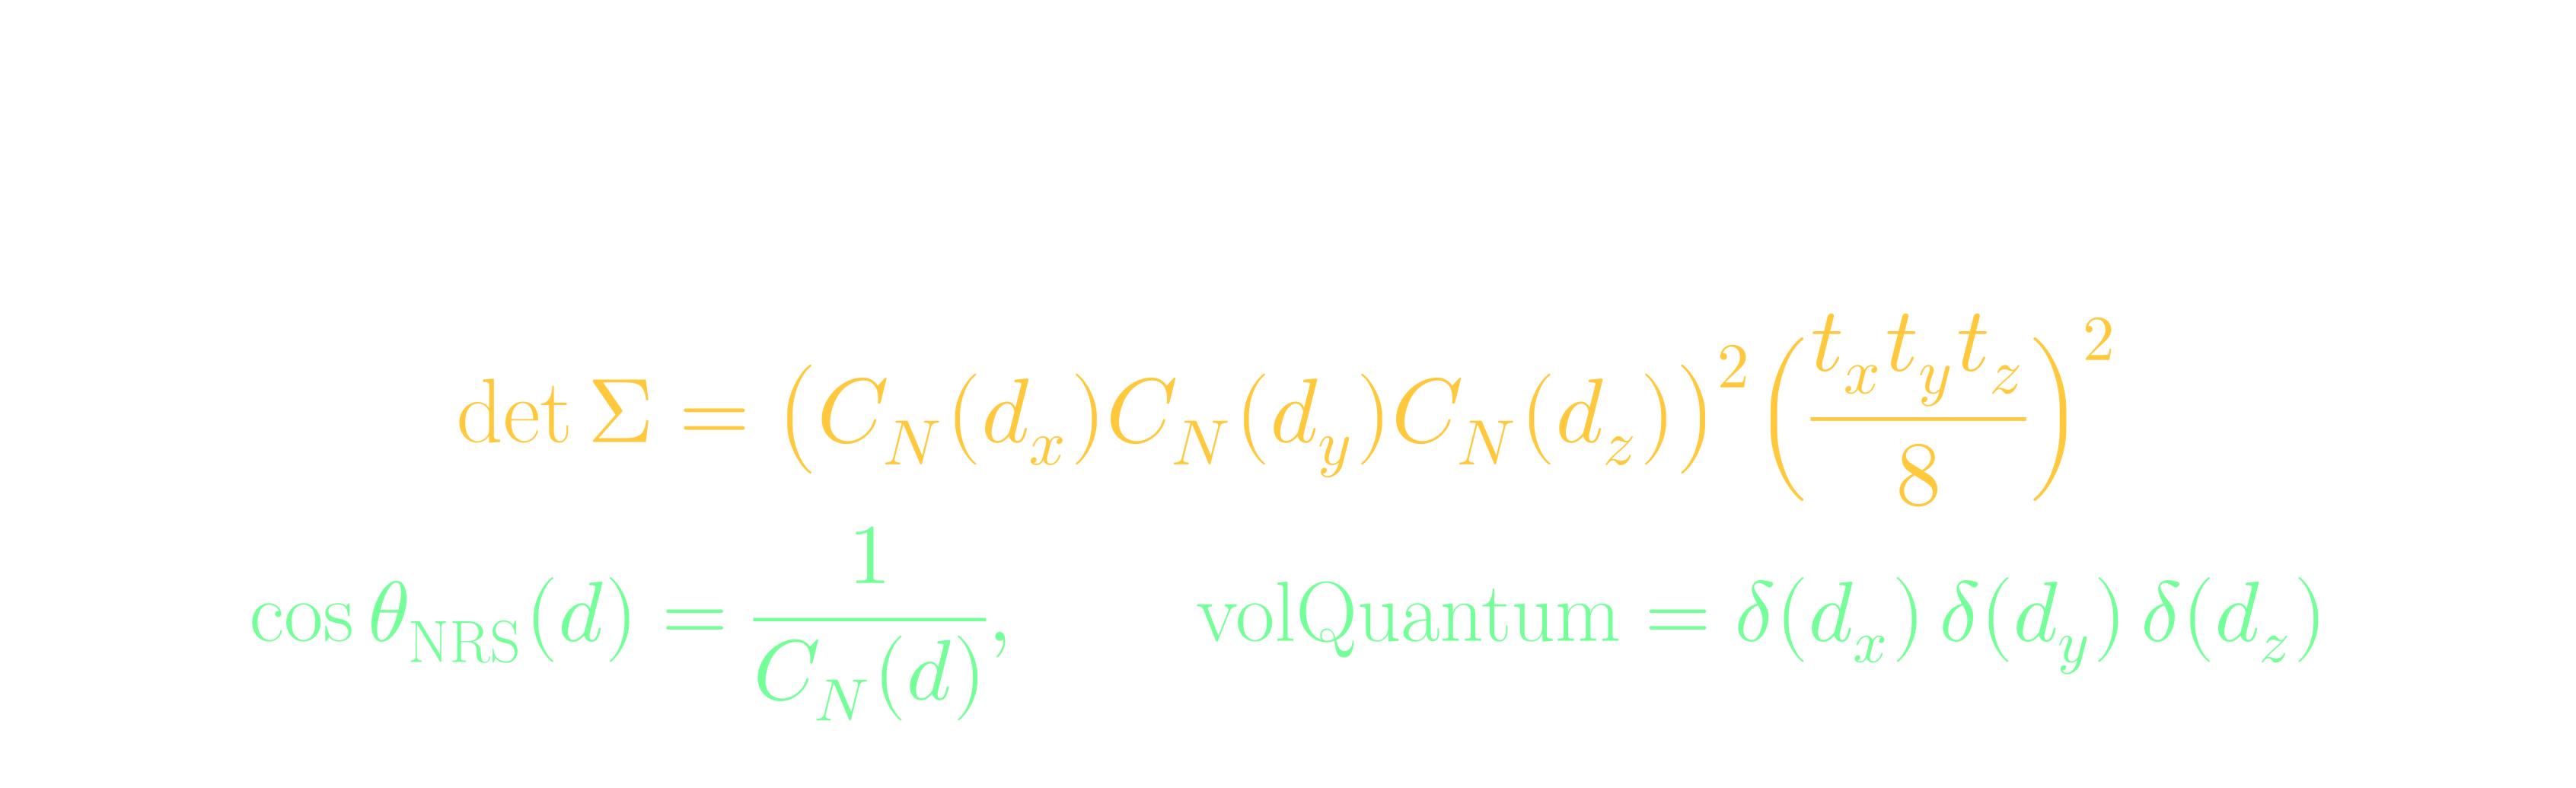 det Σ = (C_N(d_x)C_N(d_y)C_N(d_z))^2 (t_x t_y t_z / 8)^2
cos θ_NRS(d) = 1 / C_N(d), volQuantum = δ(d_x) δ(d_y) δ(d_z)